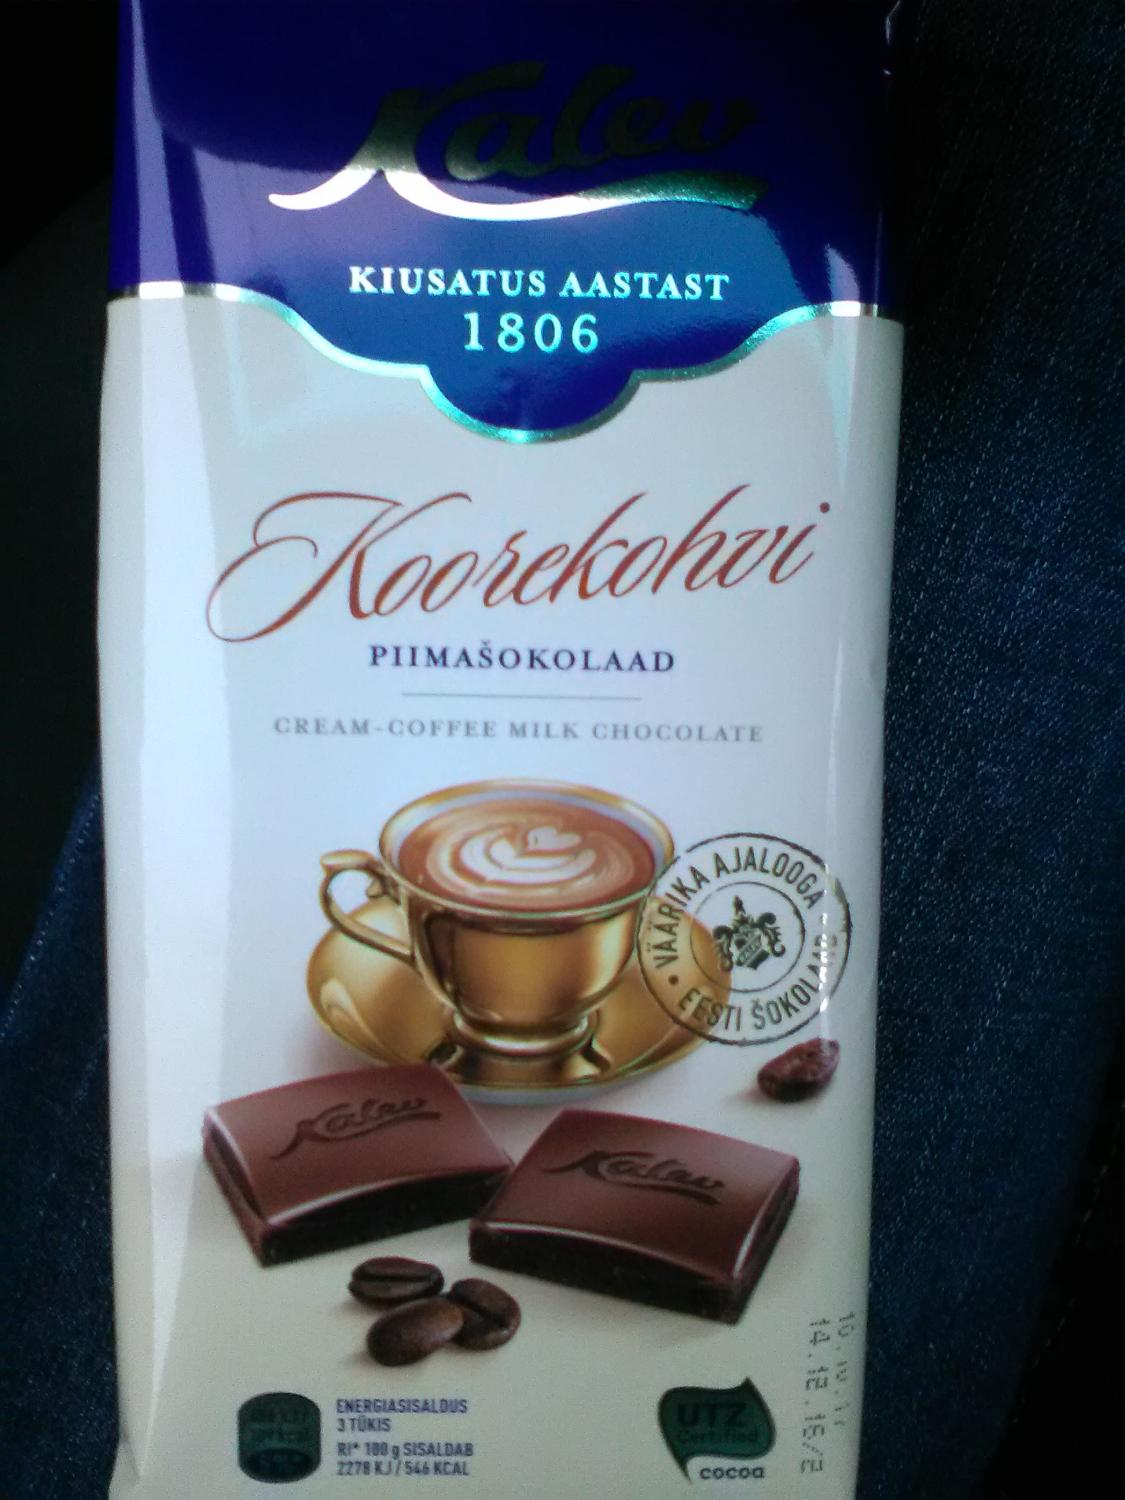 Kalev
KIUSATUS AASTAST
1806
Koorekohvi
PIIMAŠOKOLAAD
CREAM-COFFEE MILK CHOCOLATE
• VÄÄRIKA AJALOOGA •
EESTI ŠOKOLAAD
Kalev
Kalev
ENERGIASISALDUS
3 TÜKIS
RI* 100 g SISALDAB
2278 KJ / 546 KCAL
UTZ
Certified
cocoa